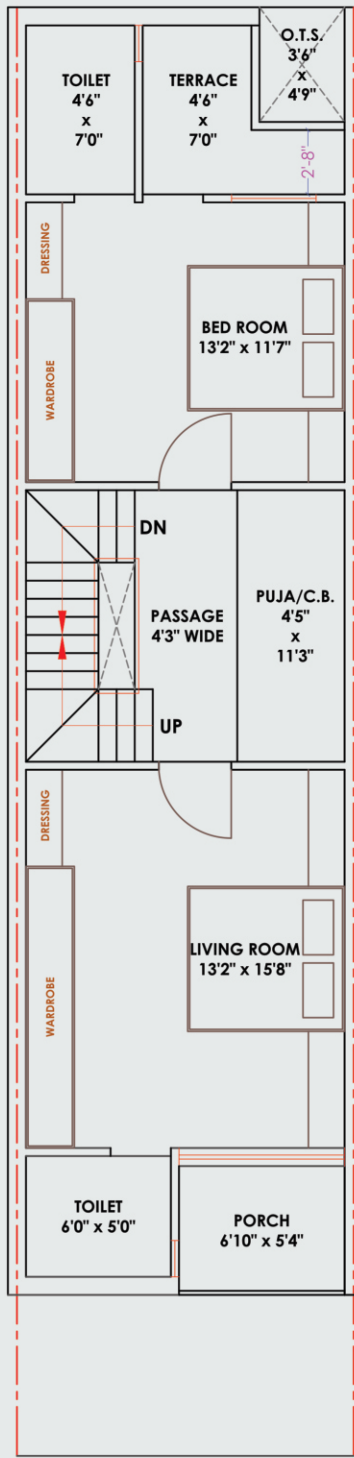 O.T.S.
3'6"
x
4'9"
TOILET
4'6"
x
7'0"
TERRACE
4'6"
x
7'0"
2'-8"
DRESSING
WARDROBE
BED ROOM
13'2" x 11'7"
DN
PASSAGE
4'3" WIDE
PUJA/C.B.
4'5"
x
11'3"
UP
DRESSING
WARDROBE
LIVING ROOM
13'2" x 15'8"
TOILET
6'0" x 5'0"
PORCH
6'10" x 5'4"